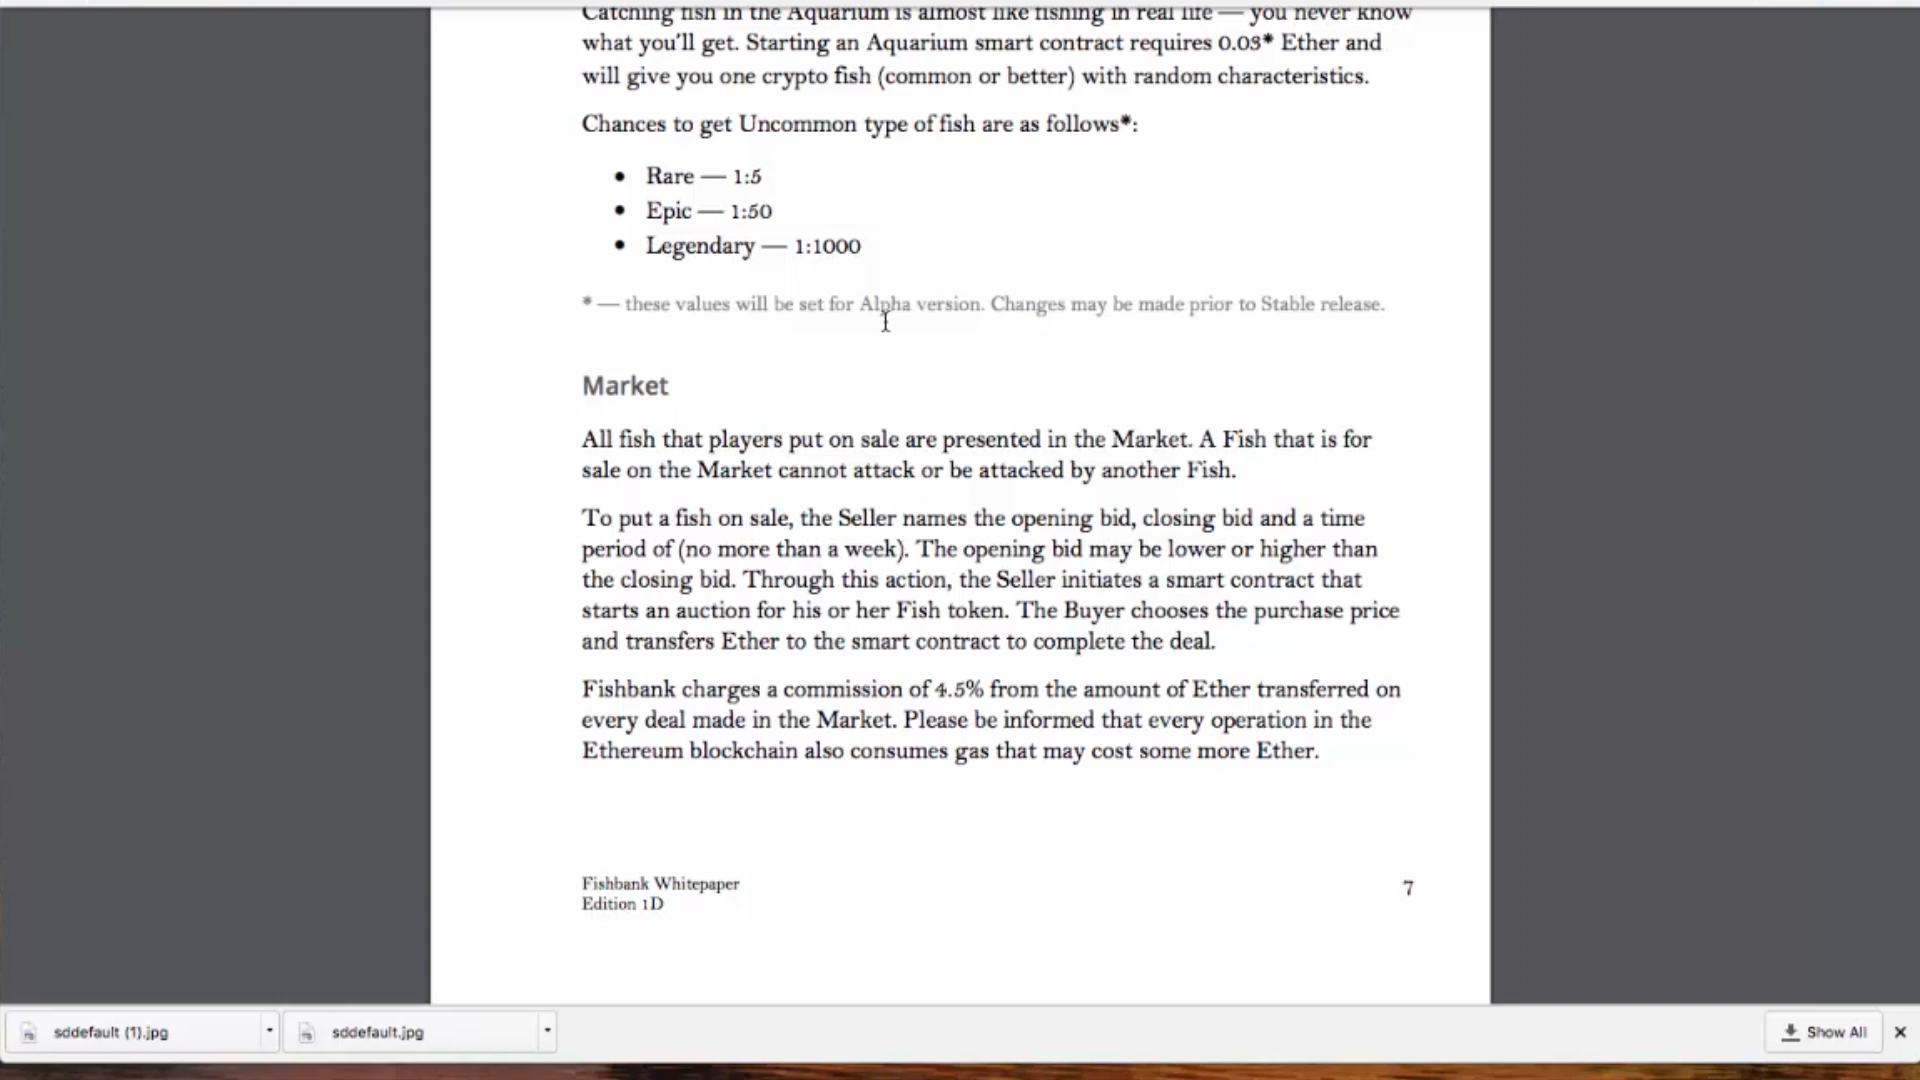 Catching fish in the Aquarium is almost like fishing in real life — you never know
what you'll get. Starting an Aquarium smart contract requires 0.03* Ether and
will give you one crypto fish (common or better) with random characteristics.
Chances to get Uncommon type of fish are as follows*:
• Rare — 1:5
• Epic — 1:50
• Legendary — 1:1000
* — these values will be set for Alpha version. Changes may be made prior to Stable release.
Market
All fish that players put on sale are presented in the Market. A Fish that is for
sale on the Market cannot attack or be attacked by another Fish.
To put a fish on sale, the Seller names the opening bid, closing bid and a time
period of (no more than a week). The opening bid may be lower or higher than
the closing bid. Through this action, the Seller initiates a smart contract that
starts an auction for his or her Fish token. The Buyer chooses the purchase price
and transfers Ether to the smart contract to complete the deal.
Fishbank charges a commission of 4.5% from the amount of Ether transferred on
every deal made in the Market. Please be informed that every operation in the
Ethereum blockchain also consumes gas that may cost some more Ether.
Fishbank Whitepaper
Edition 1D
7
sddefault (1).jpg
sddefault.jpg
Show All